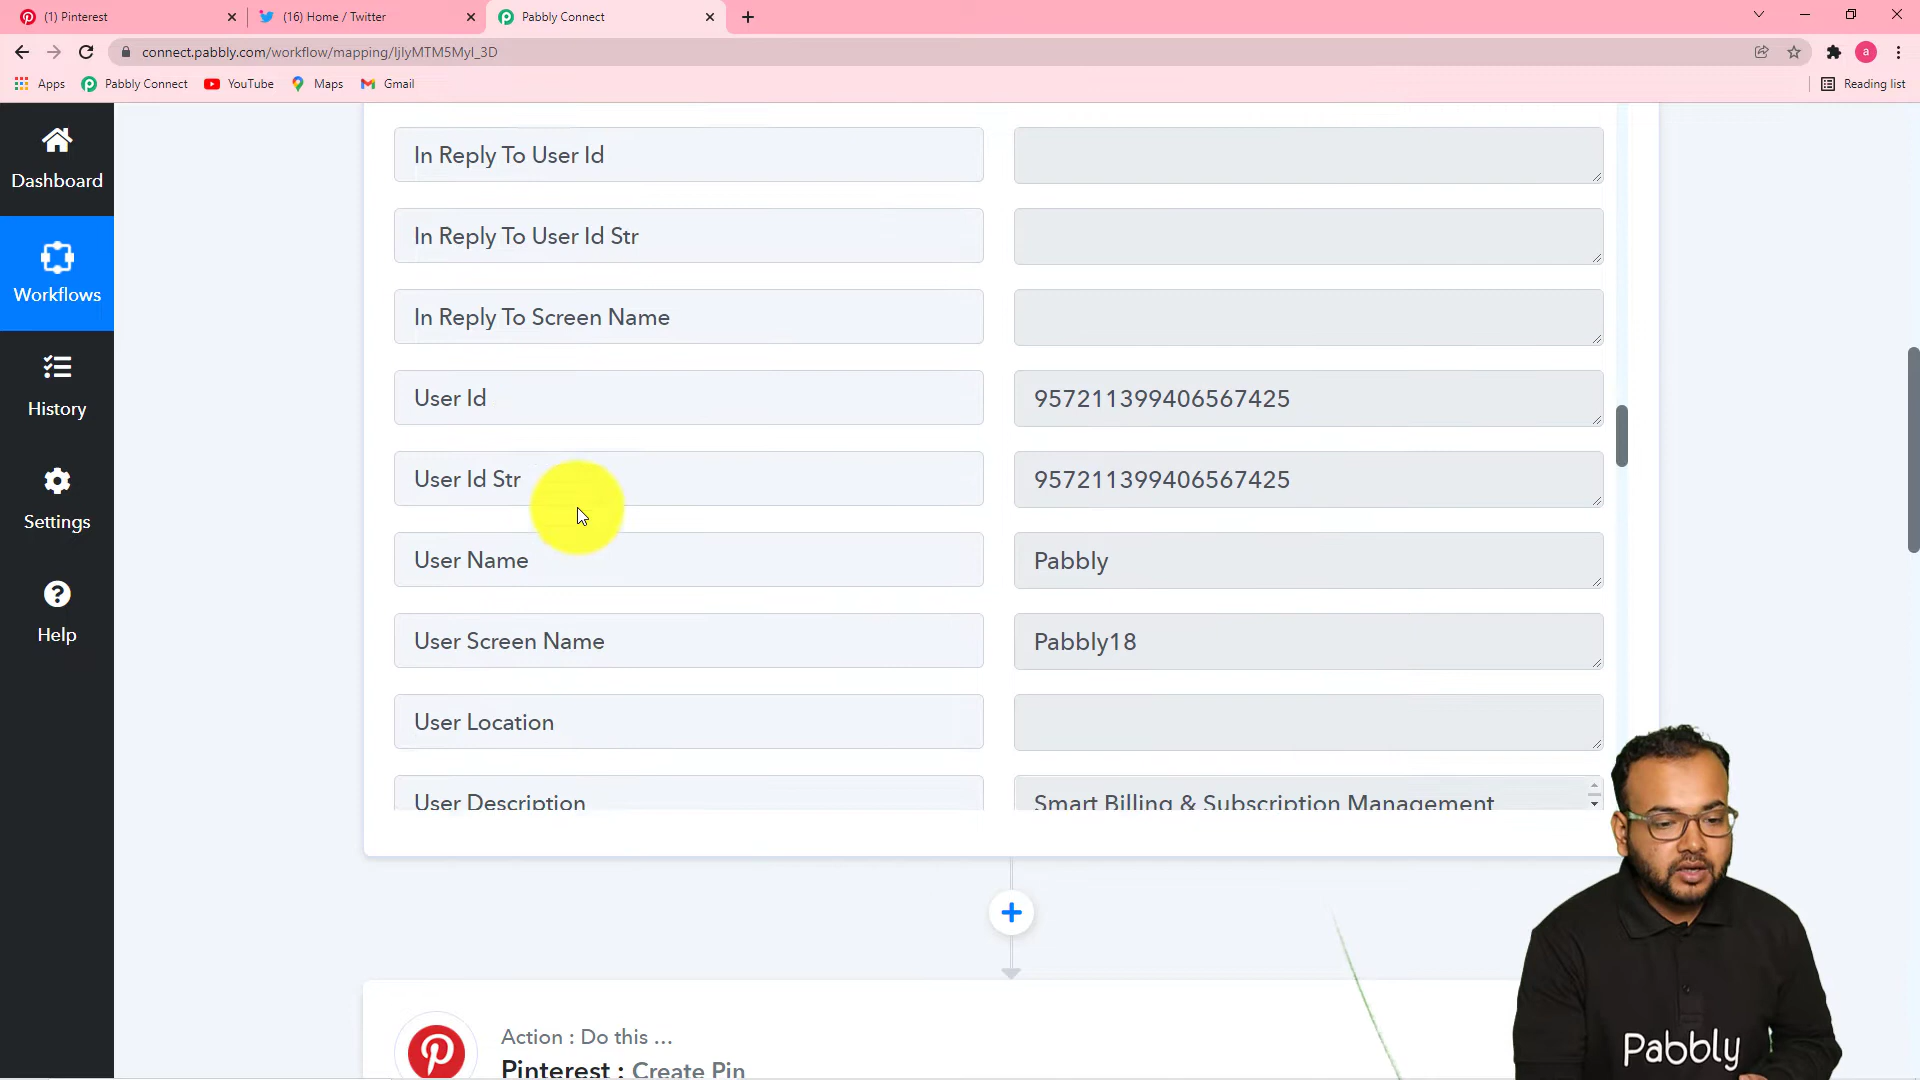 (1) Pinterest
(16) Home / Twitter
Pabbly Connect
connect.pabbly.com/workflow/mapping/IjIyMTM5MyI_3D
a
Apps
Pabbly Connect
YouTube
Maps
Gmail
Reading list
Dashboard
Workflows
History
Settings
Help
In Reply To User Id
In Reply To User Id Str
In Reply To Screen Name
User Id
957211399406567425
User Id Str
957211399406567425
User Name
Pabbly
User Screen Name
Pabbly18
User Location
User Description
Smart Billing & Subscription Management
Action : Do this ...
Pinterest : Create Pin
Pabbly